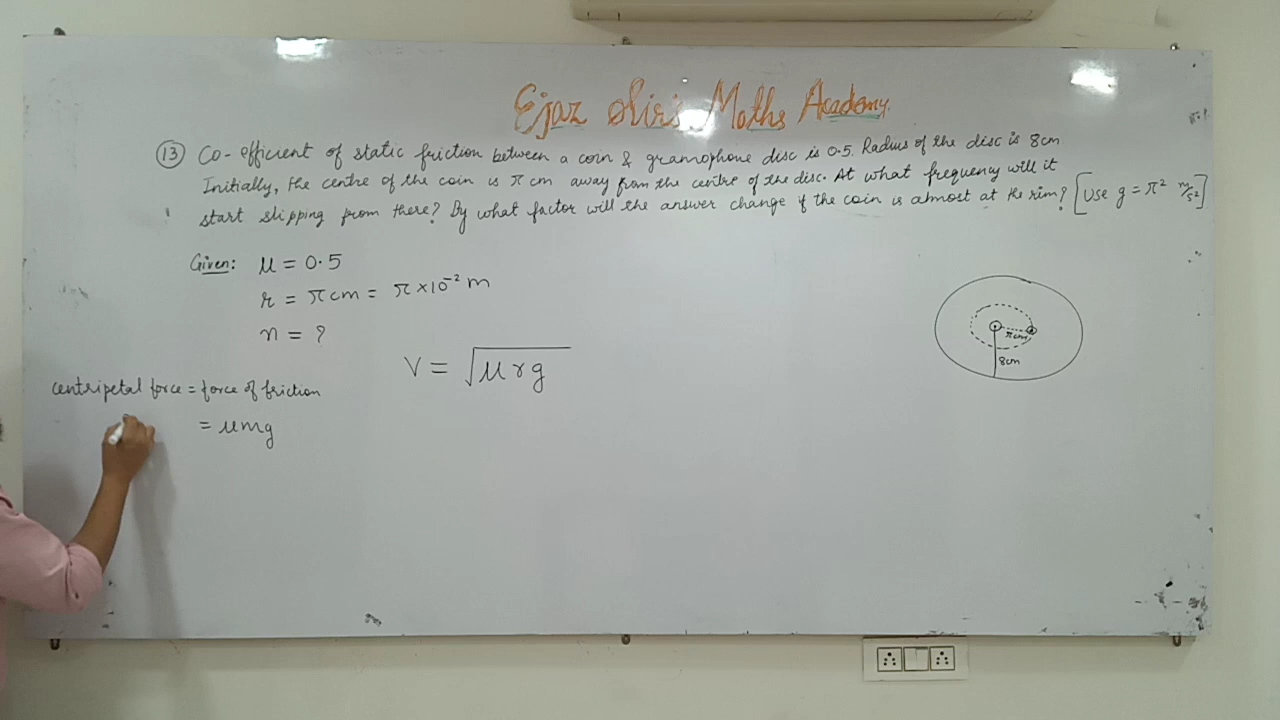 Ejaz Sir's Maths Academy.
(13) Co-efficient of static friction between a coin & gramophone disc is 0.5. Radius of the disc is 8cm
Initially, the centre of the coin is π cm away from the centre of the disc. At what frequency will it
start slipping from there? By what factor will the answer change if the coin is almost at the rim? [Use g = π² m/s²]
Given: μ = 0.5
r = π cm = π × 10⁻² m
n = ?
V = √μrg
centripetal force = force of friction
= μmg
π cm
8cm